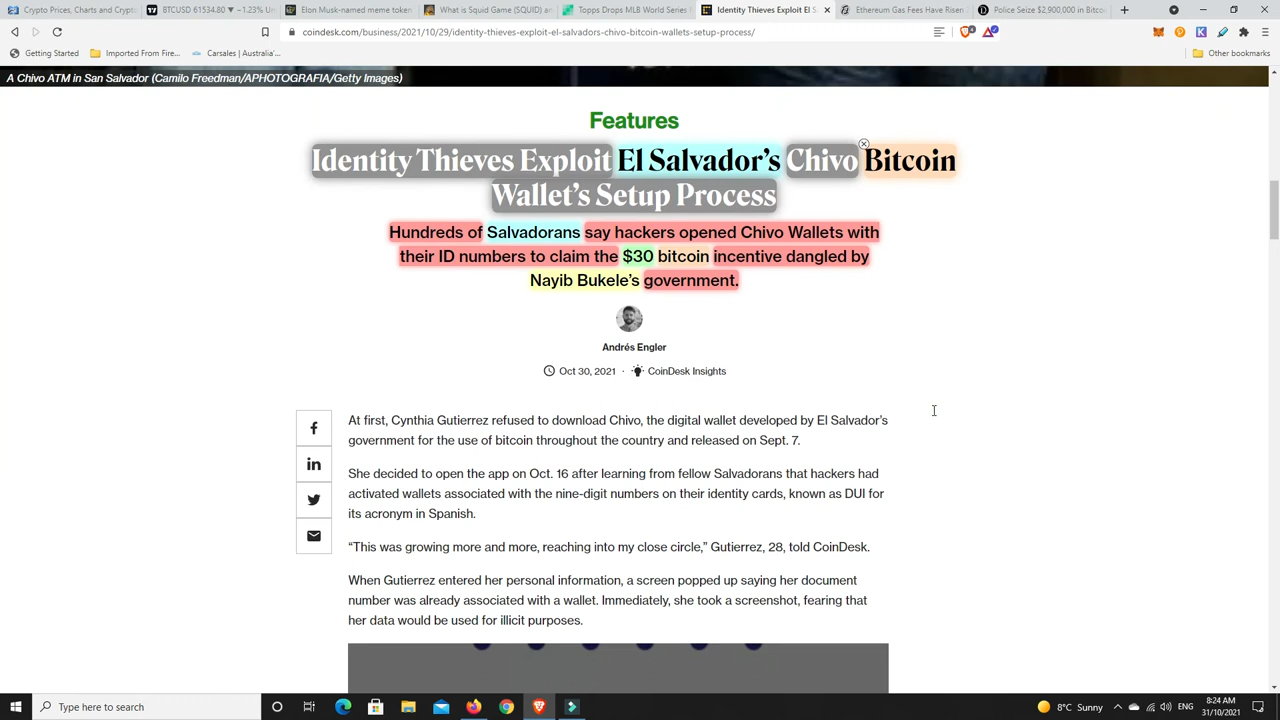 Crypto Prices, Charts and Crypto
BTCUSD 61534.80 ▼ −1.23% Un
Elon Musk-named meme token
What is Squid Game (SQUID) an
Topps Drops MLB World Series
Identity Thieves Exploit El S
Ethereum Gas Fees Have Risen
Police Seize $2,900,000 in Bitco
coindesk.com/business/2021/10/29/identity-thieves-exploit-el-salvadors-chivo-bitcoin-wallets-setup-process/
Getting Started
Imported From Fire...
Carsales | Australia'...
Other bookmarks
A Chivo ATM in San Salvador (Camilo Freedman/APHOTOGRAFIA/Getty Images)
Features
Identity Thieves Exploit El Salvador’s Chivo Bitcoin
Wallet’s Setup Process
Hundreds of Salvadorans say hackers opened Chivo Wallets with
their ID numbers to claim the $30 bitcoin incentive dangled by
Nayib Bukele’s government.
Andrés Engler
Oct 30, 2021 · CoinDesk Insights
At first, Cynthia Gutierrez refused to download Chivo, the digital wallet developed by El Salvador’s
government for the use of bitcoin throughout the country and released on Sept. 7.
She decided to open the app on Oct. 16 after learning from fellow Salvadorans that hackers had
activated wallets associated with the nine-digit numbers on their identity cards, known as DUI for
its acronym in Spanish.
“This was growing more and more, reaching into my close circle,” Gutierrez, 28, told CoinDesk.
When Gutierrez entered her personal information, a screen popped up saying her document
number was already associated with a wallet. Immediately, she took a screenshot, fearing that
her data would be used for illicit purposes.
Type here to search
8°C Sunny
ENG
8:24 AM
31/10/2021